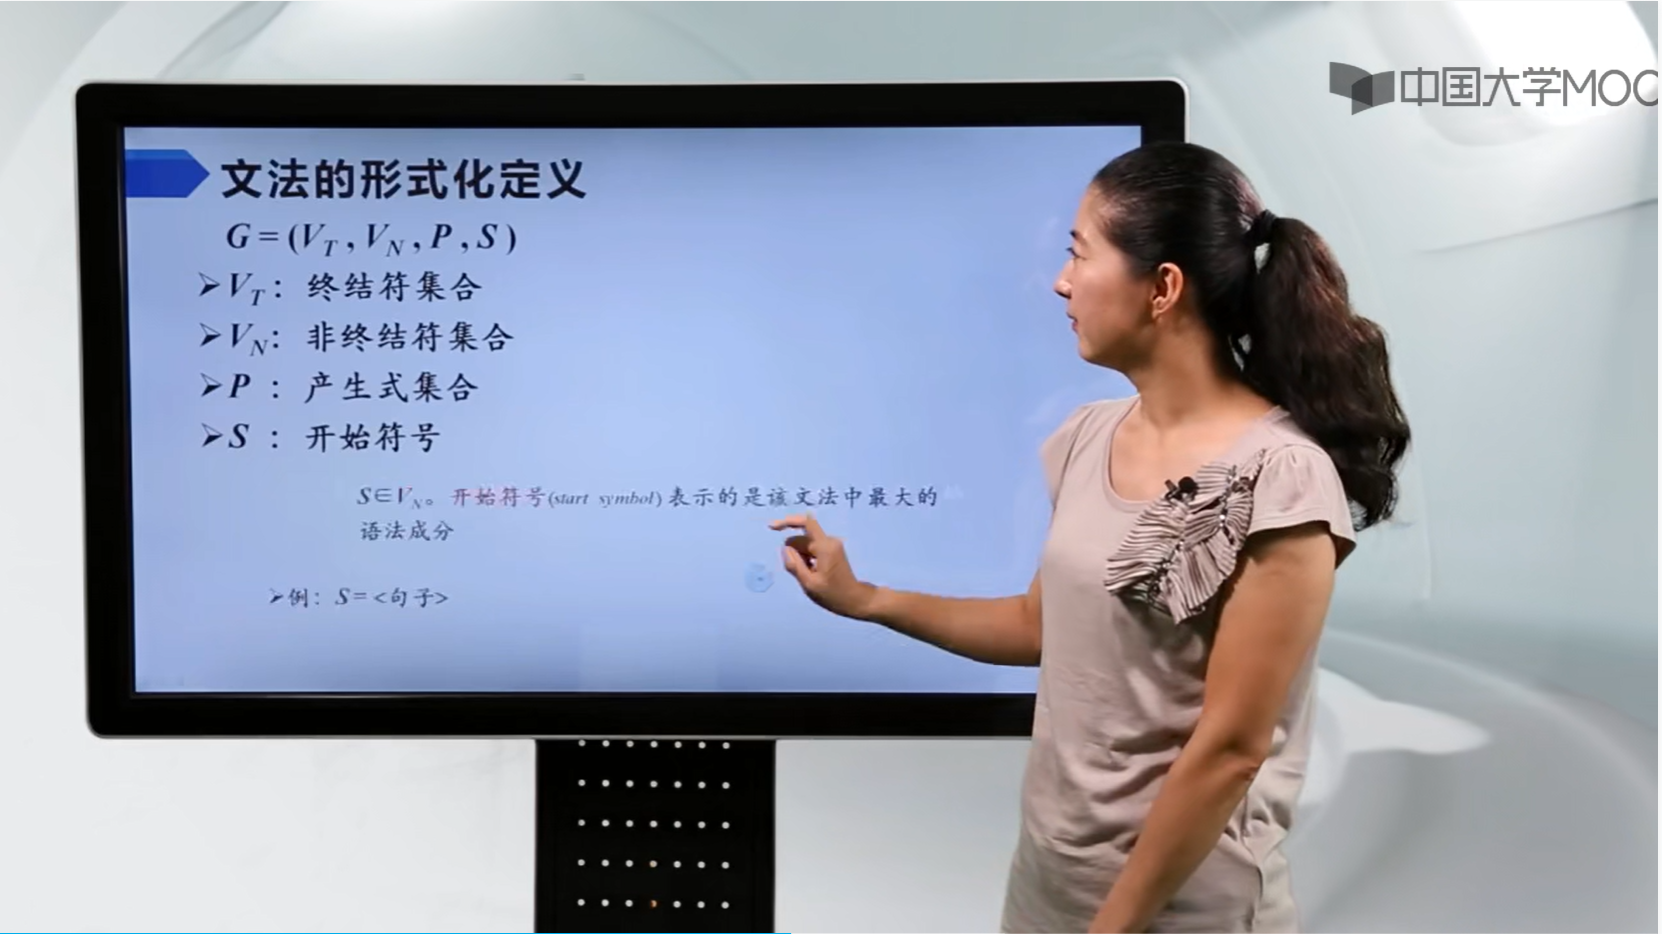 中国大学MOC
文法的形式化定义
G = (V_T , V_N , P , S )
➢V_T： 终结符集合
➢V_N： 非终结符集合
➢P ： 产生式集合
➢S ： 开始符号
S∈V_N。开始符号(start symbol) 表示的是该文法中最大的
语法成分
➢例：S=<句子>